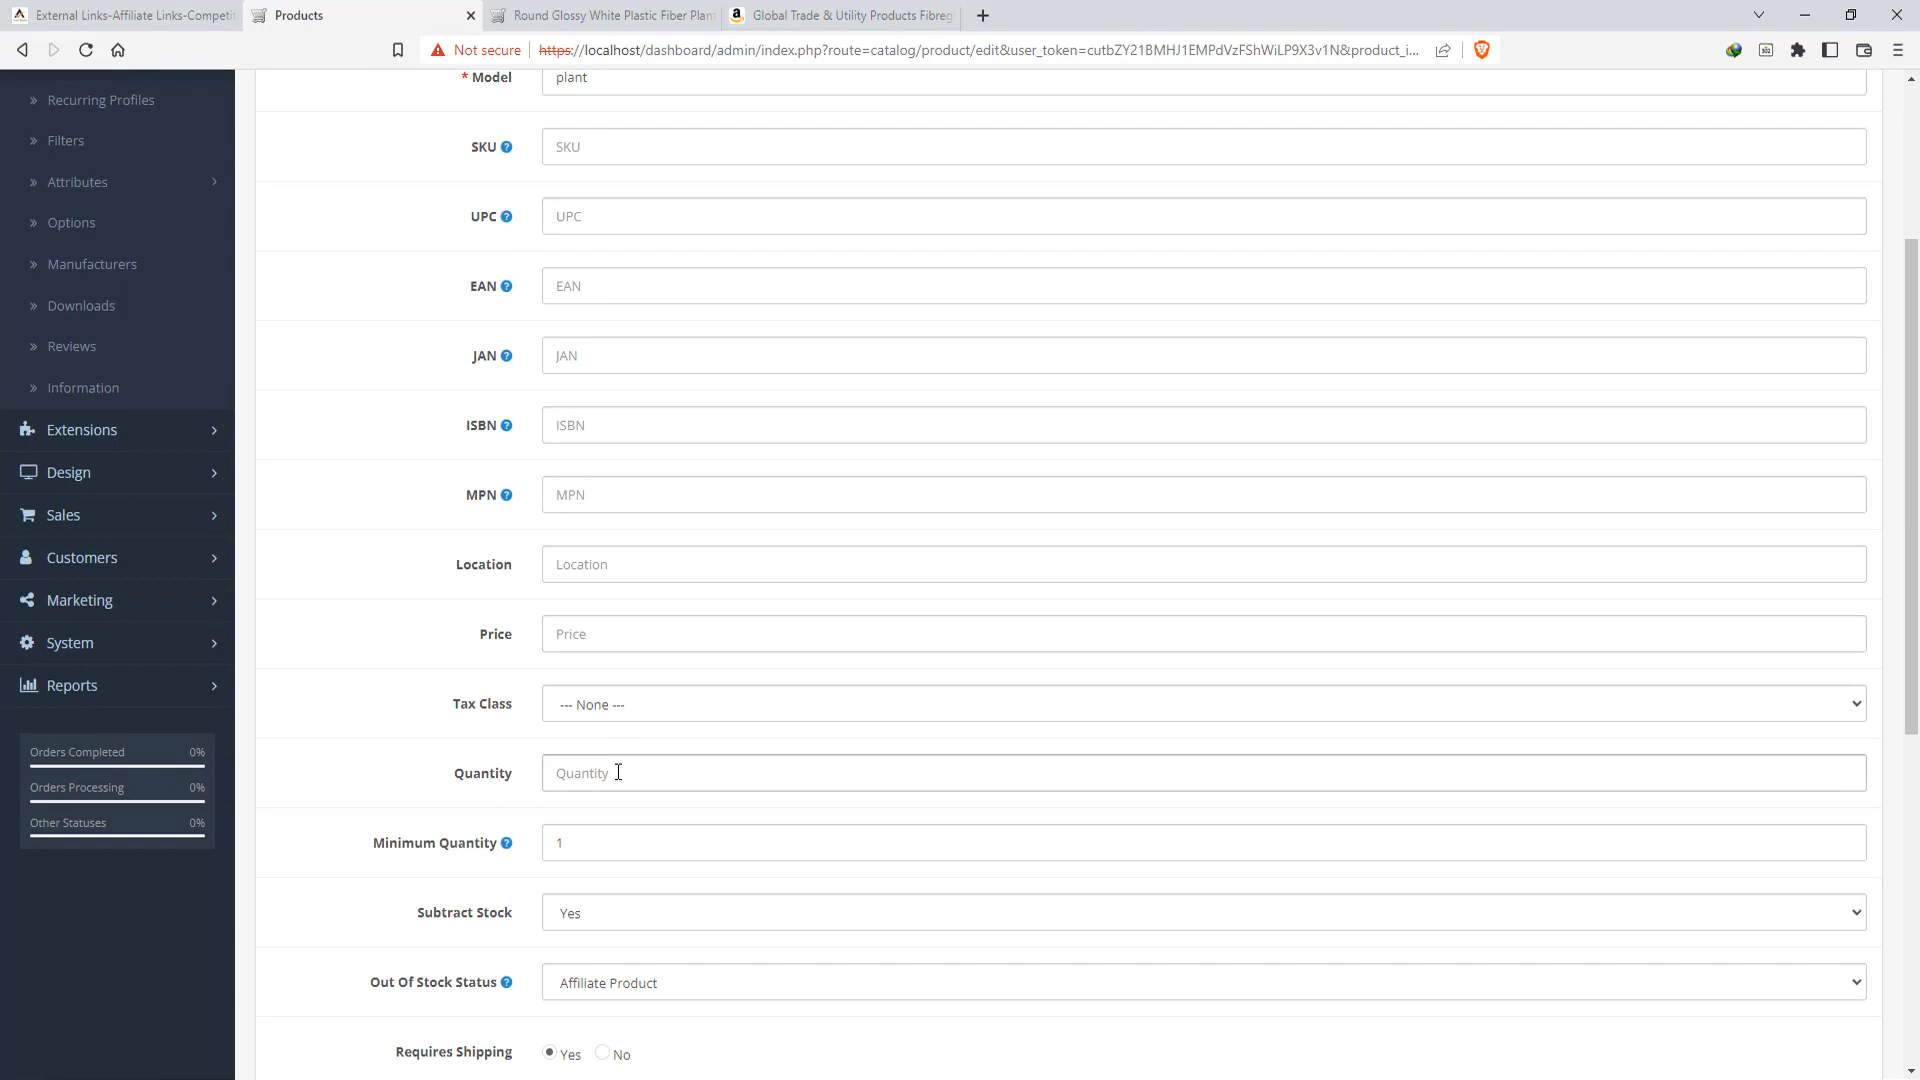 External Links-Affiliate Links-Competit
Products
Round Glossy White Plastic Fiber Plan
Global Trade & Utility Products Fibreg
Not secure
https://localhost/dashboard/admin/index.php?route=catalog/product/edit&user_token=cutbZY21BMHJ1EMPdVzFShWiLP9X3v1N&product_i...
Recurring Profiles
Filters
Attributes
Options
Manufacturers
Downloads
Reviews
Information
Extensions
Design
Sales
Customers
Marketing
System
Reports
Orders Completed 0%
Orders Processing 0%
Other Statuses 0%
* Model plant
SKU SKU
UPC UPC
EAN EAN
JAN JAN
ISBN ISBN
MPN MPN
Location Location
Price Price
Tax Class --- None ---
Quantity Quantity
Minimum Quantity 1
Subtract Stock Yes
Out Of Stock Status Affiliate Product
Requires Shipping Yes No